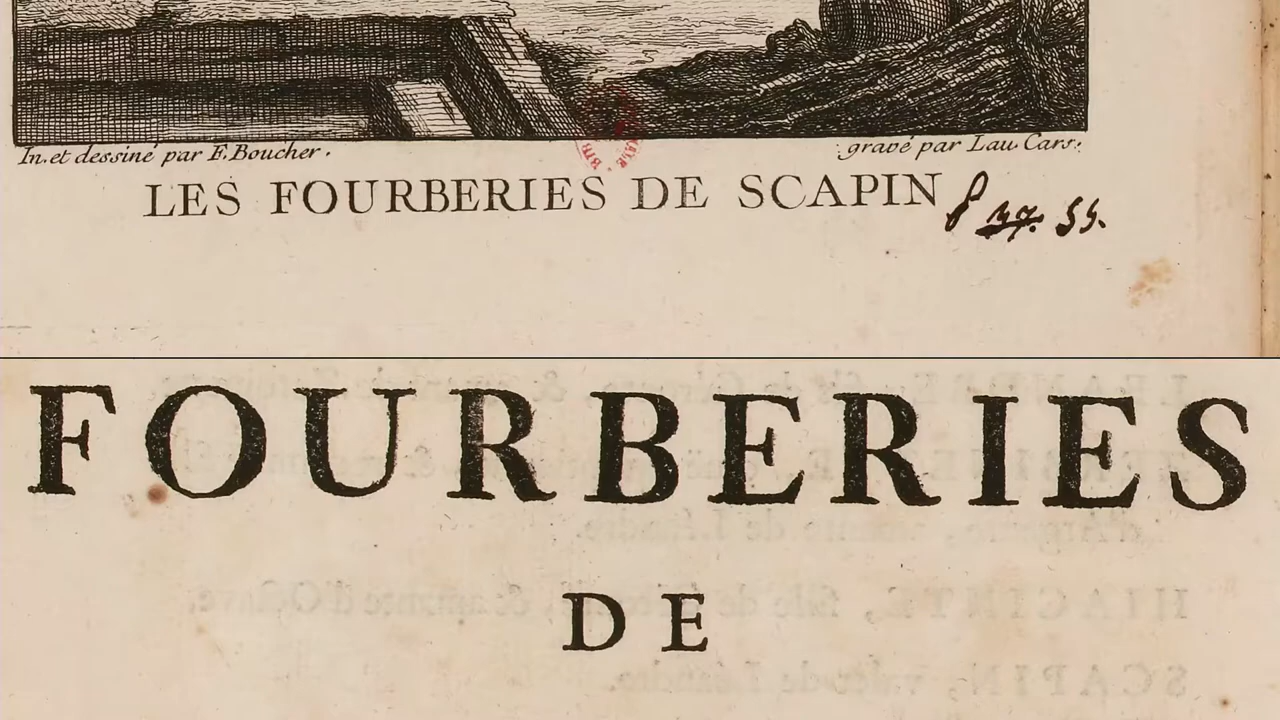 In. et dessiné par F. Boucher.
gravé par Lau. Cars.
LES FOURBERIES DE SCAPIN
FOURBERIES
DE